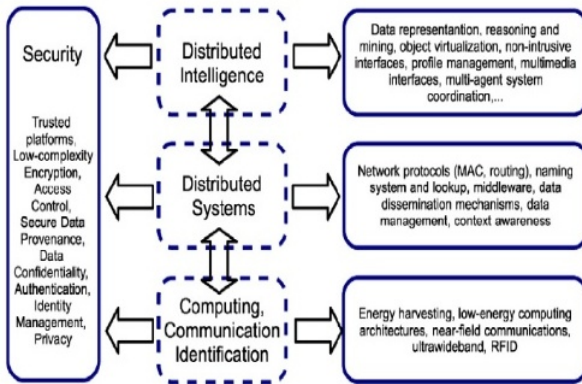 Security
Trusted
platforms,
Low-complexity
Encryption,
Access
Control,
Secure Data
Provenance,
Data
Confidentiality,
Authentication,
Identity
Management,
Privacy
Distributed
Intelligence
Data representantion, reasoning and
mining, object virtualization, non-intrusive
interfaces, profile management, multimedia
interfaces, multi-agent system
coordination,...
Distributed
Systems
Network protocols (MAC, routing), naming
system and lookup, middleware, data
dissemination mechanisms, data
management, context awareness
Computing,
Communication
Identification
Energy harvesting, low-energy computing
architectures, near-field communications,
ultrawideband, RFID